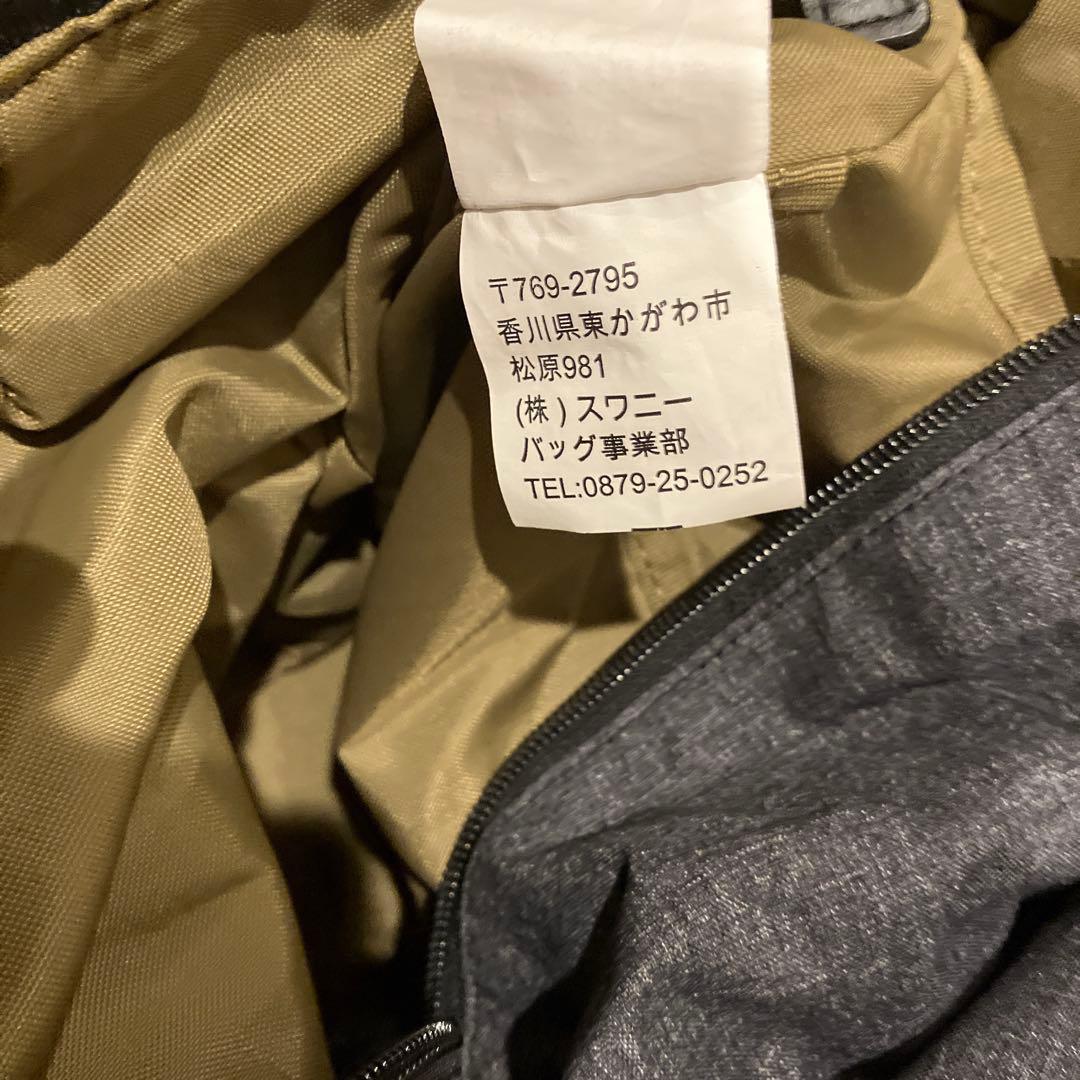 〒769-2795
香川県東かがわ市
松原981
(株)スワニー
バッグ事業部
TEL:0879-25-0252